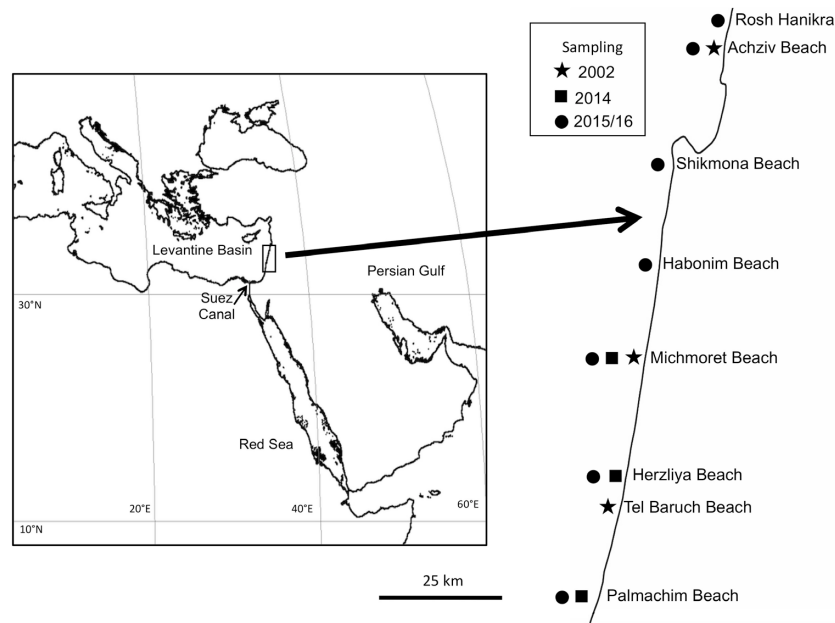 Rosh Hanikra
Achziv Beach
Sampling
2002
2014
2015/16
Shikmona Beach
Levantine Basin
Habonim Beach
Persian Gulf
Suez
Canal
30°N
Michmoret Beach
Red Sea
Herzliya Beach
Tel Baruch Beach
20°E
40°E
60°E
10°N
25 km
Palmachim Beach